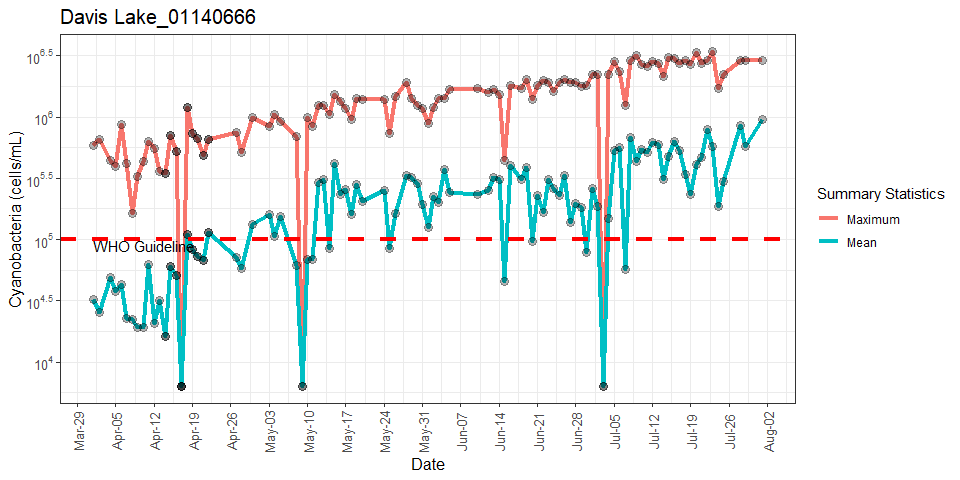 Davis Lake_01140666
Cyanobacteria (cells/mL)
10^6.5
10^6
10^5.5
10^5
10^4.5
10^4
WHO Guideline
Mar-29
Apr-05
Apr-12
Apr-19
Apr-26
May-03
May-10
May-17
May-24
May-31
Jun-07
Jun-14
Jun-21
Jun-28
Jul-05
Jul-12
Jul-19
Jul-26
Aug-02
Date
Summary Statistics
Maximum
Mean